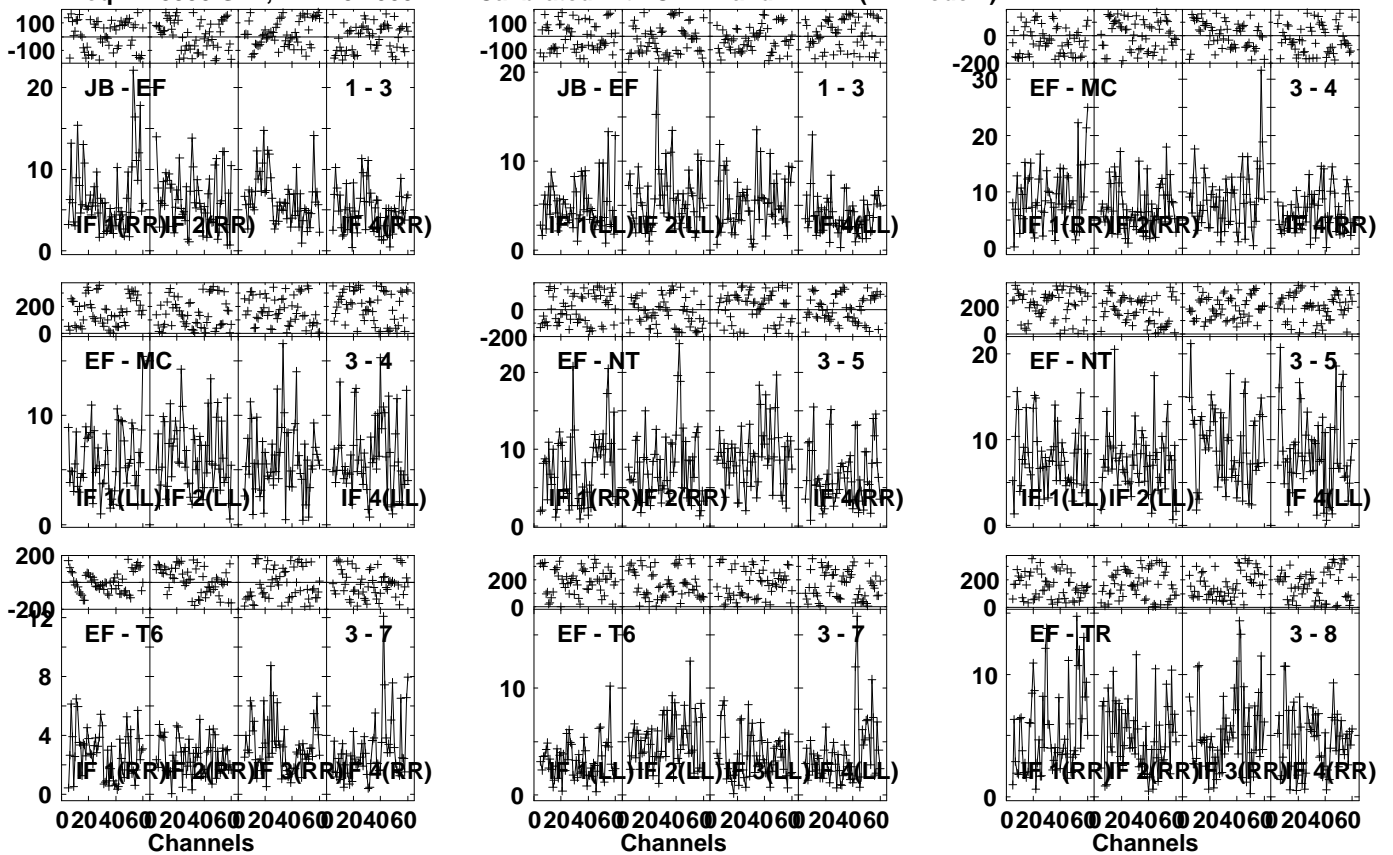 100
-100
JB - EF 1 - 3
20
10
0
IF 1(RR) IF 2(RR) IF 4(RR)
100
-100
JB - EF 1 - 3
20
10
0
IF 1(LL) IF 2(LL) IF 4(LL)
0
-200
EF - MC 3 - 4
30
20
10
0
IF 1(RR) IF 2(RR) IF 4(RR)
200
0
EF - MC 3 - 4
10
0
IF 1(LL) IF 2(LL) IF 4(LL)
0
-200
EF - NT 3 - 5
20
10
0
IF 1(RR) IF 2(RR) IF 4(RR)
200
0
EF - NT 3 - 5
20
10
0
IF 1(LL) IF 2(LL) IF 4(LL)
200
-200
EF - T6 3 - 7
12
8
4
0
IF 1(RR) IF 2(RR) IF 3(RR) IF 4(RR)
0 20 40 60 0 20 40 60 0 20 40 60 0 20 40 60
Channels
200
0
EF - T6 3 - 7
10
0
IF 1(LL) IF 2(LL) IF 3(LL) IF 4(LL)
0 20 40 60 0 20 40 60 0 20 40 60 0 20 40 60
Channels
200
0
EF - TR 3 - 8
10
0
IF 1(RR) IF 2(RR) IF 3(RR) IF 4(RR)
0 20 40 60 0 20 40 60 0 20 40 60 0 20 40 60
Channels